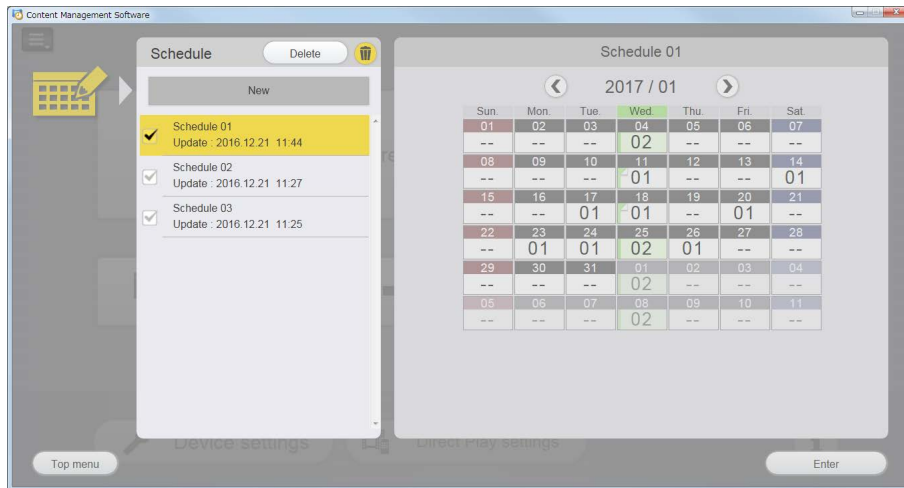 Content Management Software
Schedule Delete
New
Schedule 01
Update : 2016.12.21 11:44
Schedule 02
Update : 2016.12.21 11:27
Schedule 03
Update : 2016.12.21 11:25
Schedule 01
2017 / 01
Sun. Mon. Tue. Wed. Thu. Fri. Sat.
01 02 03 04 05 06 07
-- -- -- 02 -- -- --
08 09 10 11 12 13 14
-- -- -- 01 -- -- 01
15 16 17 18 19 20 21
-- -- 01 01 -- 01 --
22 23 24 25 26 27 28
-- 01 01 02 01 -- --
29 30 31 01 02 03 04
-- -- -- 02 -- -- --
05 06 07 08 09 10 11
-- -- -- 02 -- -- --
Device settings Direct Play settings
Top menu Enter